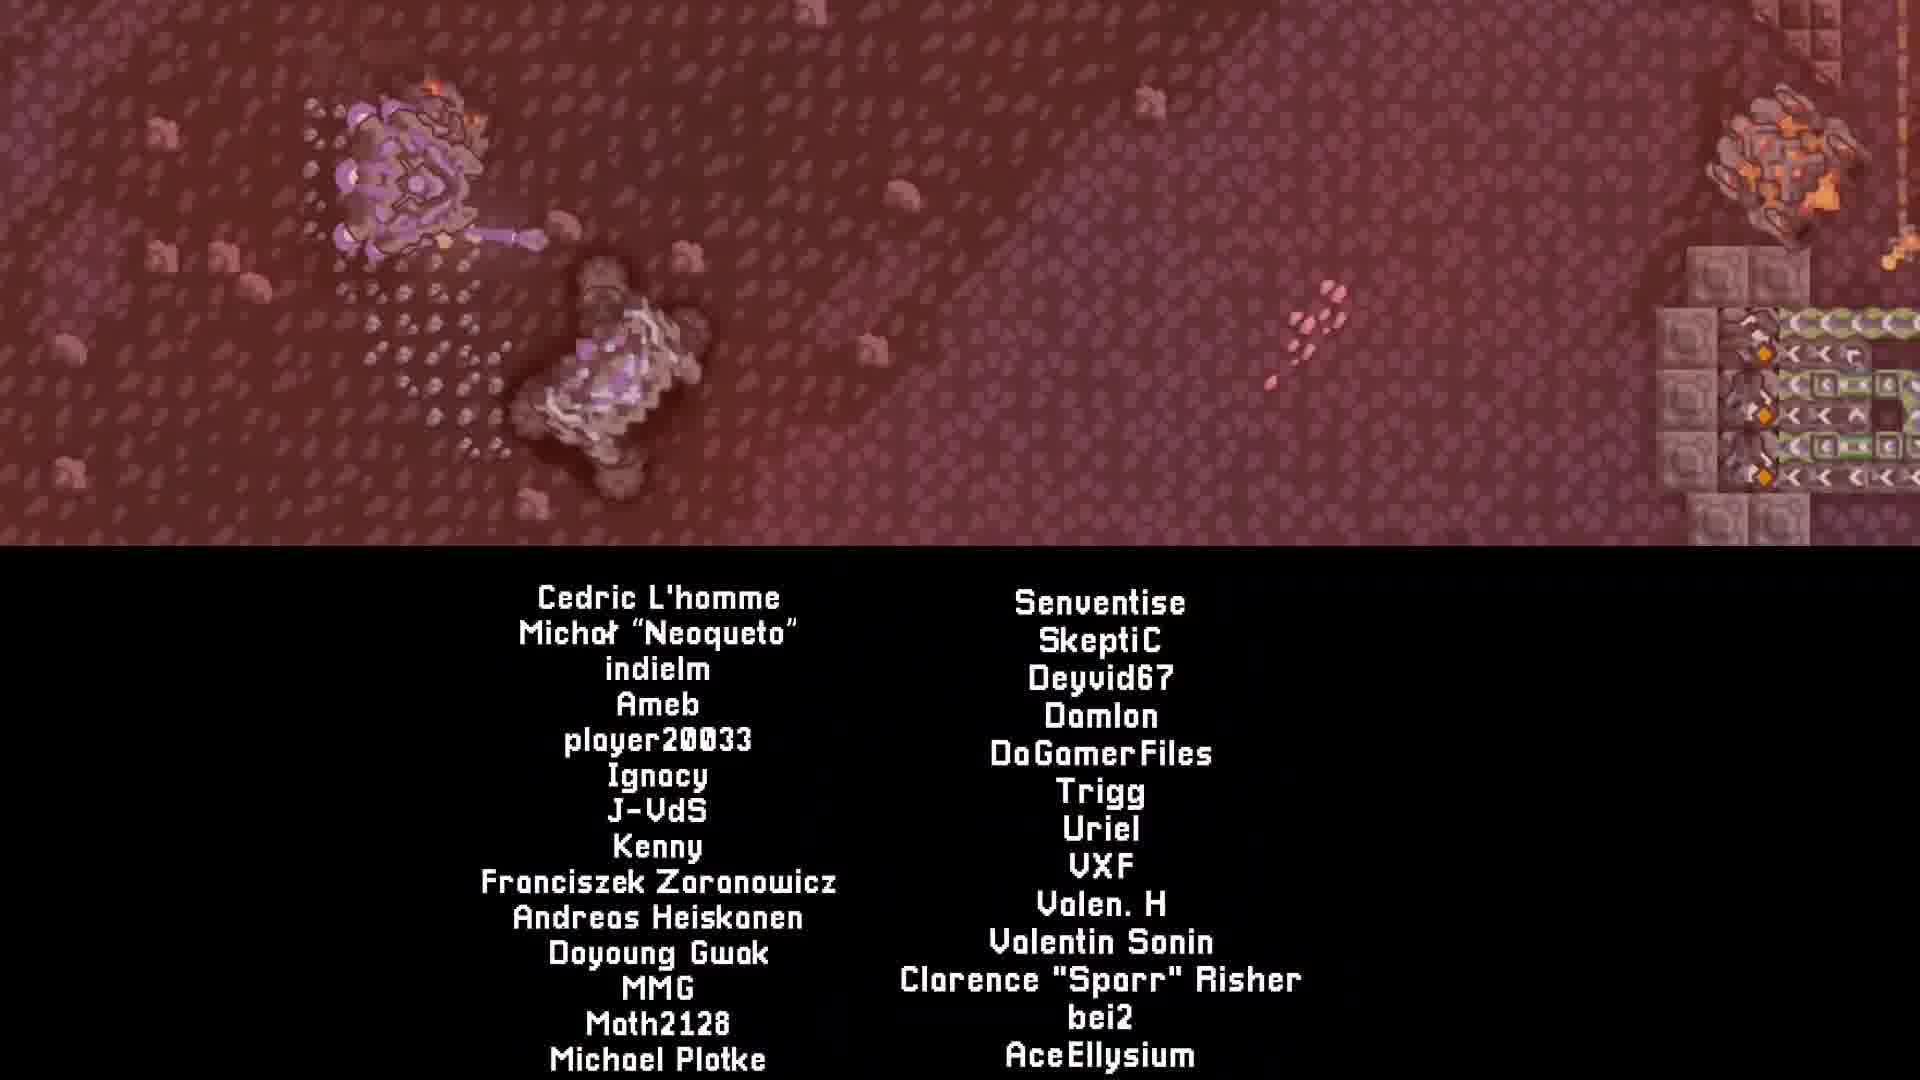 Cedric L'homme
Michał “Neoqueto”
indielm
Ameb
player20033
Ignacy
J-VdS
Kenny
Franciszek Zaranowicz
Andreas Heiskanen
Doyoung Gwak
MMG
Math2128
Michael Plotke
Senventise
SkeptiC
Deyvid67
Damlon
DaGamerFiles
Trigg
Uriel
VXF
Valen. H
Valentin Sonin
Clarence "Sparr" Risher
bei2
AceEllysium